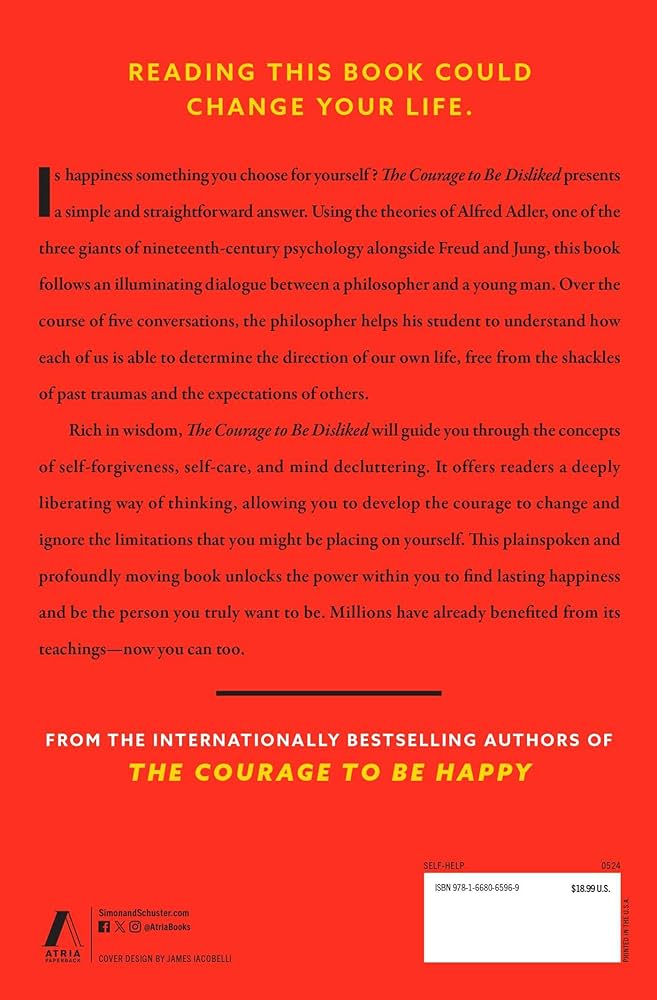 READING THIS BOOK COULD
CHANGE YOUR LIFE.
Is happiness something you choose for yourself? The Courage to Be Disliked presents
a simple and straightforward answer. Using the theories of Alfred Adler, one of the
three giants of nineteenth-century psychology alongside Freud and Jung, this book
follows an illuminating dialogue between a philosopher and a young man. Over the
course of five conversations, the philosopher helps his student to understand how
each of us is able to determine the direction of our own life, free from the shackles
of past traumas and the expectations of others.
Rich in wisdom, The Courage to Be Disliked will guide you through the concepts
of self-forgiveness, self-care, and mind decluttering. It offers readers a deeply
liberating way of thinking, allowing you to develop the courage to change and
ignore the limitations that you might be placing on yourself. This plainspoken and
profoundly moving book unlocks the power within you to find lasting happiness
and be the person you truly want to be. Millions have already benefited from its
teachings—now you can too.
FROM THE INTERNATIONALLY BESTSELLING AUTHORS OF
THE COURAGE TO BE HAPPY
SELF-HELP 0524
ISBN 978-1-6680-6596-9 $18.99 U.S.
PRINTED IN THE U.S.A.
SimonandSchuster.com
@AtriaBooks
ATRIA
PAPERBACK
COVER DESIGN BY JAMES IACOBELLI